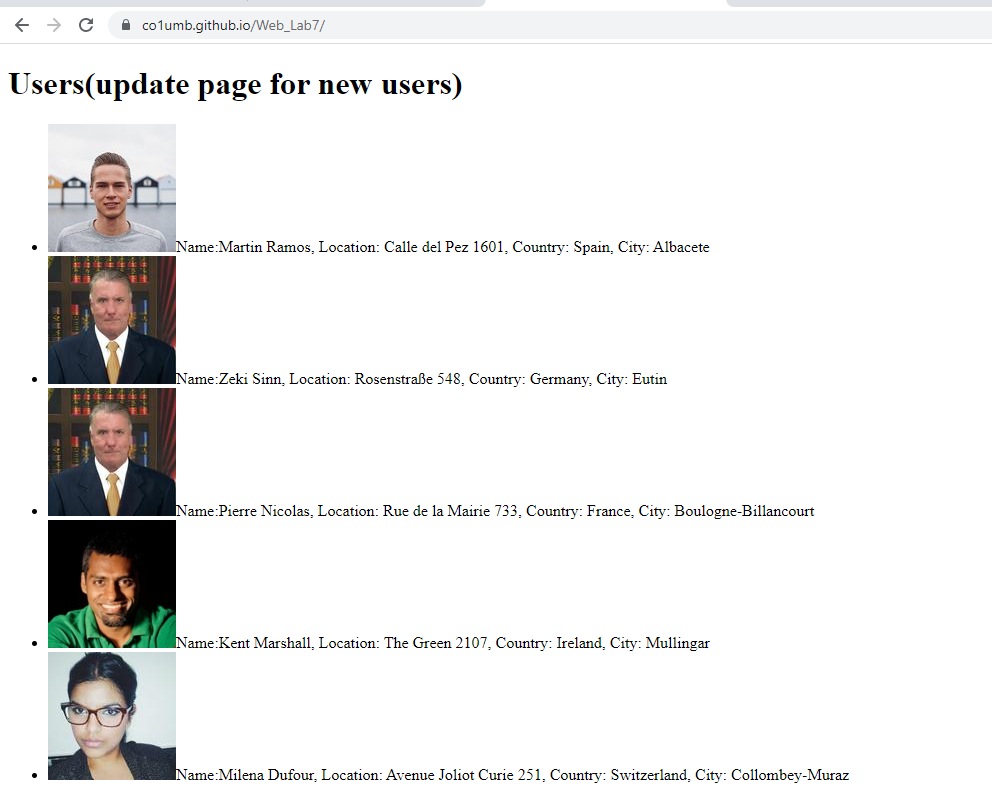 co1umb.github.io/Web_Lab7/
Users(update page for new users)
Name:Martin Ramos, Location: Calle del Pez 1601, Country: Spain, City: Albacete
Name:Zeki Sinn, Location: Rosenstraße 548, Country: Germany, City: Eutin
Name:Pierre Nicolas, Location: Rue de la Mairie 733, Country: France, City: Boulogne-Billancourt
Name:Kent Marshall, Location: The Green 2107, Country: Ireland, City: Mullingar
Name:Milena Dufour, Location: Avenue Joliot Curie 251, Country: Switzerland, City: Collombey-Muraz